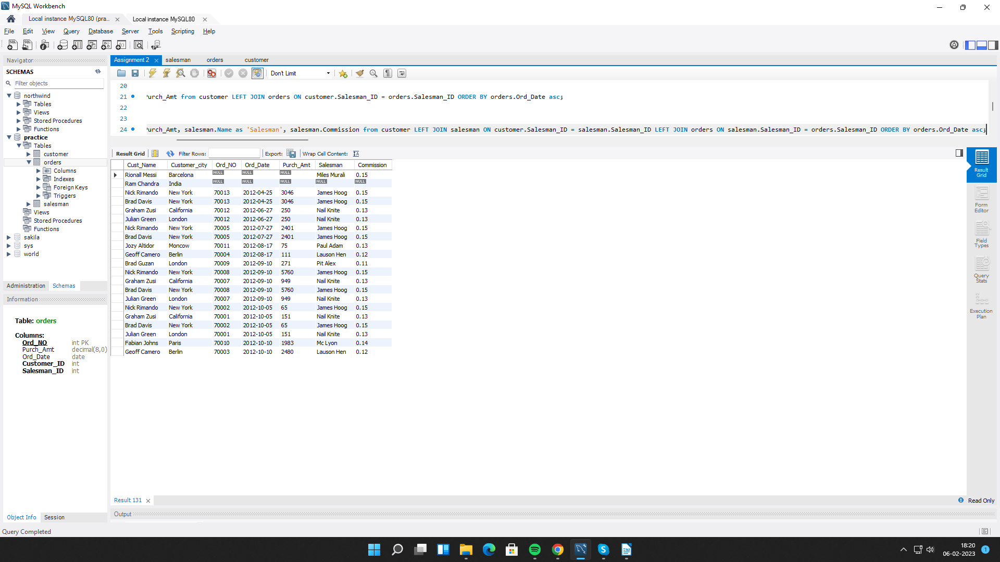 MySQL Workbench
Local instance MySQL80 (pra... Local instance MySQL80
File Edit View Query Database Server Tools Scripting Help
Navigator
SCHEMAS
Filter objects
northwind
Tables
Views
Stored Procedures
Functions
practice
Tables
customer
orders
Columns
Indexes
Foreign Keys
Triggers
salesman
Views
Stored Procedures
Functions
sakila
sys
world
Administration Schemas
Information
Table: orders
Columns:
Ord_NO int PK
Purch_Amt decimal(8,0)
Ord_Date date
Customer_ID int
Salesman_ID int
Object Info Session
Query Completed
Assignment 2 salesman orders customer
Don't Limit
20
21 Purch_Amt from customer LEFT JOIN orders ON customer.Salesman_ID = orders.Salesman_ID ORDER BY orders.Ord_Date asc;
22
23
24 Purch_Amt, salesman.Name as 'Salesman', salesman.Commission from customer LEFT JOIN salesman ON customer.Salesman_ID = salesman.Salesman_ID LEFT JOIN orders ON salesman.Salesman_ID = orders.Salesman_ID ORDER BY orders.Ord_Date asc;
Result Grid Filter Rows: Export: Wrap Cell Content:
Cust_Name Customer_city Ord_NO Ord_Date Purch_Amt Salesman Commission
Rionall Messi Barcelona NULL NULL NULL Miles Murali 0.15
Ram Chandra India NULL NULL NULL NULL NULL
Nick Rimando New York 70013 2012-04-25 3046 James Hoog 0.15
Brad Davis New York 70013 2012-04-25 3046 James Hoog 0.15
Graham Zusi California 70012 2012-06-27 250 Nail Knite 0.13
Julian Green London 70012 2012-06-27 250 Nail Knite 0.13
Nick Rimando New York 70005 2012-07-27 2401 James Hoog 0.15
Brad Davis New York 70005 2012-07-27 2401 James Hoog 0.15
Jozy Altidor Moncow 70011 2012-08-17 75 Paul Adam 0.13
Geoff Camero Berlin 70004 2012-08-17 111 Lauson Hen 0.12
Brad Guzan London 70009 2012-09-10 271 Pit Alex 0.11
Nick Rimando New York 70008 2012-09-10 5760 James Hoog 0.15
Graham Zusi California 70007 2012-09-10 949 Nail Knite 0.13
Brad Davis New York 70008 2012-09-10 5760 James Hoog 0.15
Julian Green London 70007 2012-09-10 949 Nail Knite 0.13
Nick Rimando New York 70002 2012-10-05 65 James Hoog 0.15
Graham Zusi California 70001 2012-10-05 151 Nail Knite 0.13
Brad Davis New York 70002 2012-10-05 65 James Hoog 0.15
Julian Green London 70001 2012-10-05 151 Nail Knite 0.13
Fabian Johns Paris 70010 2012-10-10 1983 Mc Lyon 0.14
Geoff Camero Berlin 70003 2012-10-10 2480 Lauson Hen 0.12
Result
Grid
Form
Editor
Field
Types
Query
Stats
Execution
Plan
Result 131
Read Only
Output
18:20
06-02-2023
1